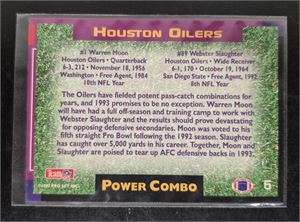 HOUSTON OILERS
#1 Warren Moon
Houston Oilers • Quarterback
6-3, 212 • November 18, 1956
Washington • Free Agent, 1984
10th NFL Year
#89 Webster Slaughter
Houston Oilers • Wide Receiver
6-1, 170 • October 19, 1964
San Diego State • Free Agent, 1992
8th NFL Year
The Oilers have fielded potent pass-catch combinations for
years, and 1993 promises to be no exception. Warren Moon
will have had a full off-season and training camp to work with
Webster Slaughter and the results should prove devastating
for opposing defensive secondaries. Moon was voted to his
fifth straight Pro Bowl following the 1992 season. Slaughter
has caught over 5,000 yards in his career. Together, Moon and
Slaughter are poised to tear up AFC defensive backs in 1993.
Team NFL
POWER COMBO
6